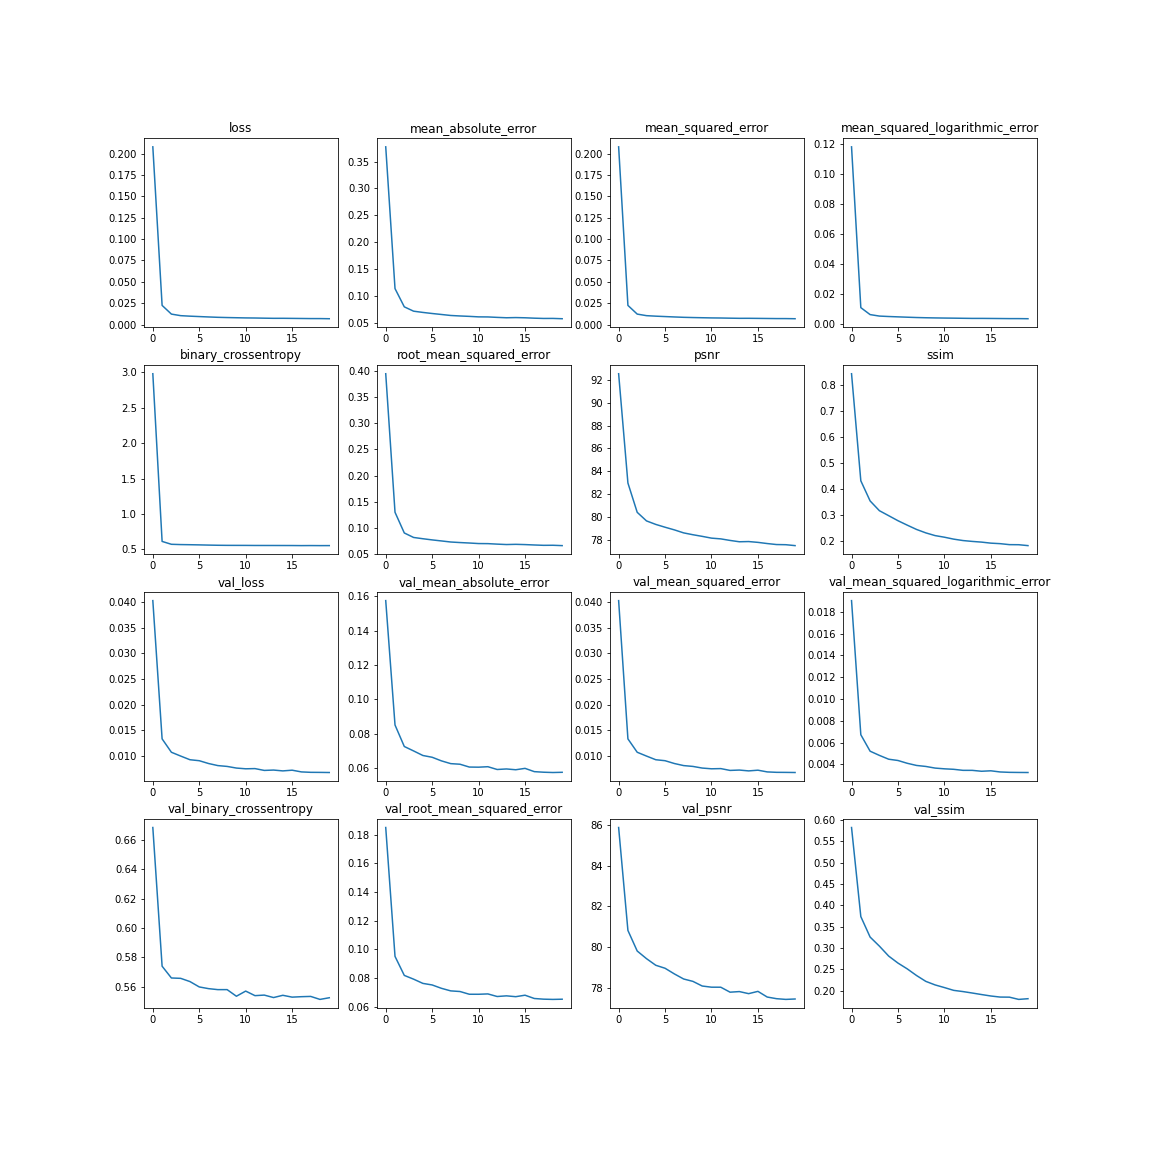 loss mean_absolute_error mean_squared_error mean_squared_logarithmic_error
0.200 0.175 0.150 0.125 0.100 0.075 0.050 0.025 0.000
0 5 10 15
0.35 0.30 0.25 0.20 0.15 0.10 0.05
0 5 10 15
0.200 0.175 0.150 0.125 0.100 0.075 0.050 0.025 0.000
0 5 10 15
0.12 0.10 0.08 0.06 0.04 0.02 0.00
0 5 10 15
binary_crossentropy root_mean_squared_error psnr ssim
3.0 2.5 2.0 1.5 1.0 0.5
0 5 10 15
0.40 0.35 0.30 0.25 0.20 0.15 0.10 0.05
0 5 10 15
92 90 88 86 84 82 80 78
0 5 10 15
0.8 0.7 0.6 0.5 0.4 0.3 0.2
0 5 10 15
val_loss val_mean_absolute_error val_mean_squared_error val_mean_squared_logarithmic_error
0.040 0.035 0.030 0.025 0.020 0.015 0.010
0 5 10 15
0.16 0.14 0.12 0.10 0.08 0.06
0 5 10 15
0.040 0.035 0.030 0.025 0.020 0.015 0.010
0 5 10 15
0.018 0.016 0.014 0.012 0.010 0.008 0.006 0.004
0 5 10 15
val_binary_crossentropy val_root_mean_squared_error val_psnr val_ssim
0.66 0.64 0.62 0.60 0.58 0.56
0 5 10 15
0.18 0.16 0.14 0.12 0.10 0.08 0.06
0 5 10 15
86 84 82 80 78
0 5 10 15
0.60 0.55 0.50 0.45 0.40 0.35 0.30 0.25 0.20
0 5 10 15